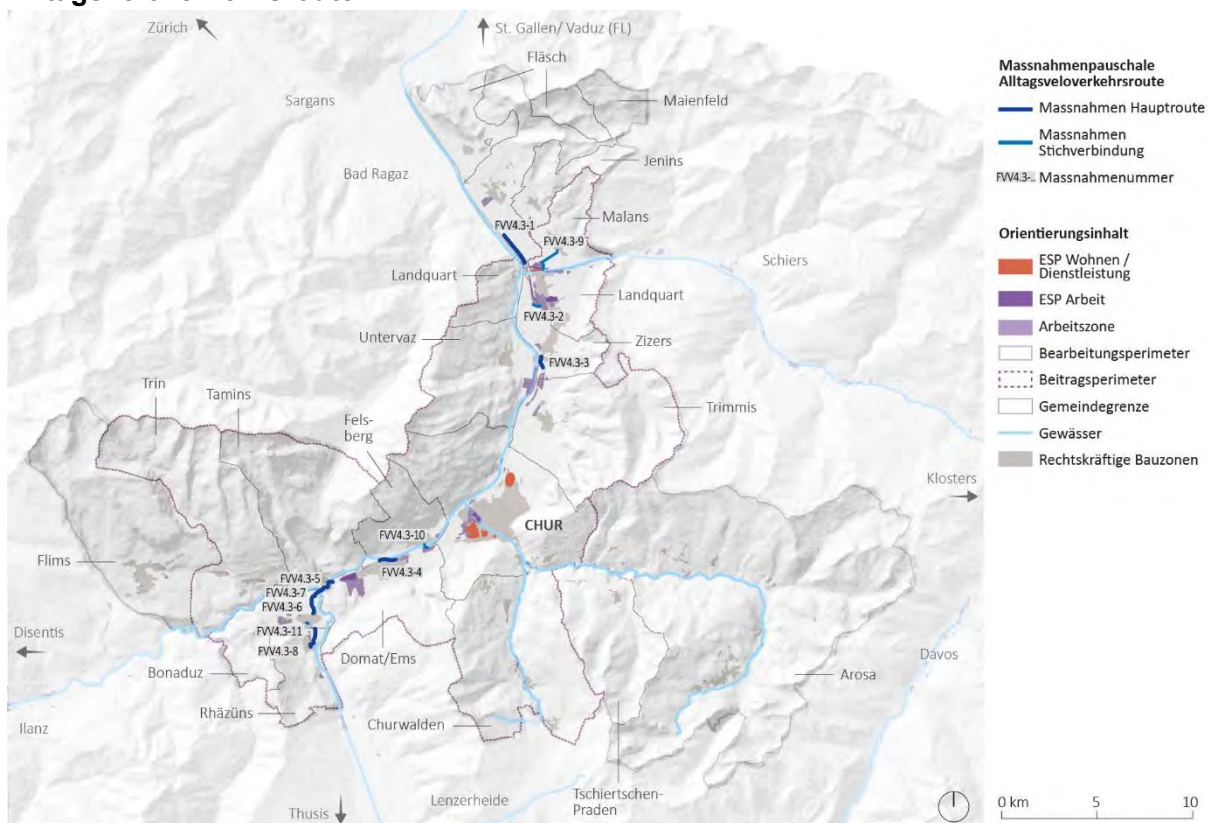 Zürich
St. Gallen/ Vaduz (FL)
Fläsch
Maienfeld
Sargans
Jenins
Bad Ragaz
Malans
FVV4.3-1
FVV4.3-9
Landquart
Schiers
Landquart
FVV4.3-2
Untervaz
Zizers
FVV4.3-3
Trin
Tamins
Trimmis
Fels-
berg
Klosters
CHUR
FVV4.3-10
Flims
FVV4.3-4
FVV4.3-5
FVV4.3-7
FVV4.3-6
Disentis
FVV4.3-11
FVV4.3-8
Domat/Ems
Davos
Bonaduz
Arosa
Rhäzüns
Churwalden
Ilanz
Tschiertschen-
Praden
Lenzerheide
Thusis
Massnahmenpauschale
Alltagsveloverkehrsroute
Massnahmen Hauptroute
Massnahmen
Stichverbindung
FVV4.3-.. Massnahmenummer
Orientierungsinhalt
ESP Wohnen /
Dienstleistung
ESP Arbeit
Arbeitszone
Bearbeitungsperimeter
Beitragsperimeter
Gemeindegrenze
Gewässer
Rechtskräftige Bauzonen
0 km 5 10